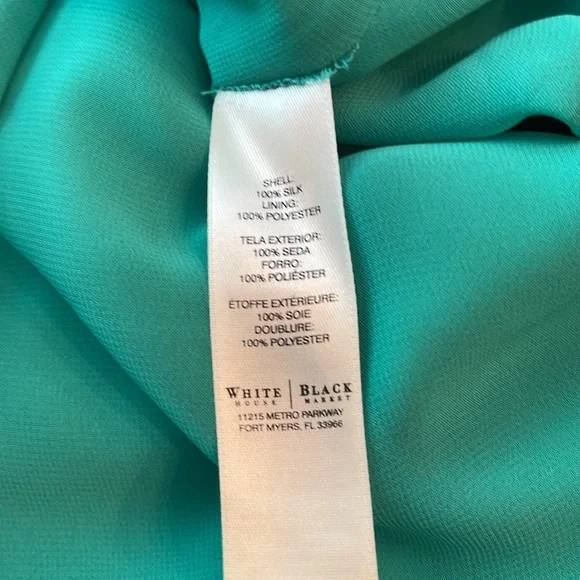 SHELL:
100% SILK
LINING:
100% POLYESTER
TELA EXTERIOR:
100% SEDA
FORRO:
100% POLIÉSTER
ÉTOFFE EXTÉRIEURE:
100% SOIE
DOUBLURE:
100% POLYESTER
WHITE | BLACK
HOUSE MARKET
11215 METRO PARKWAY
FORT MYERS, FL 33966